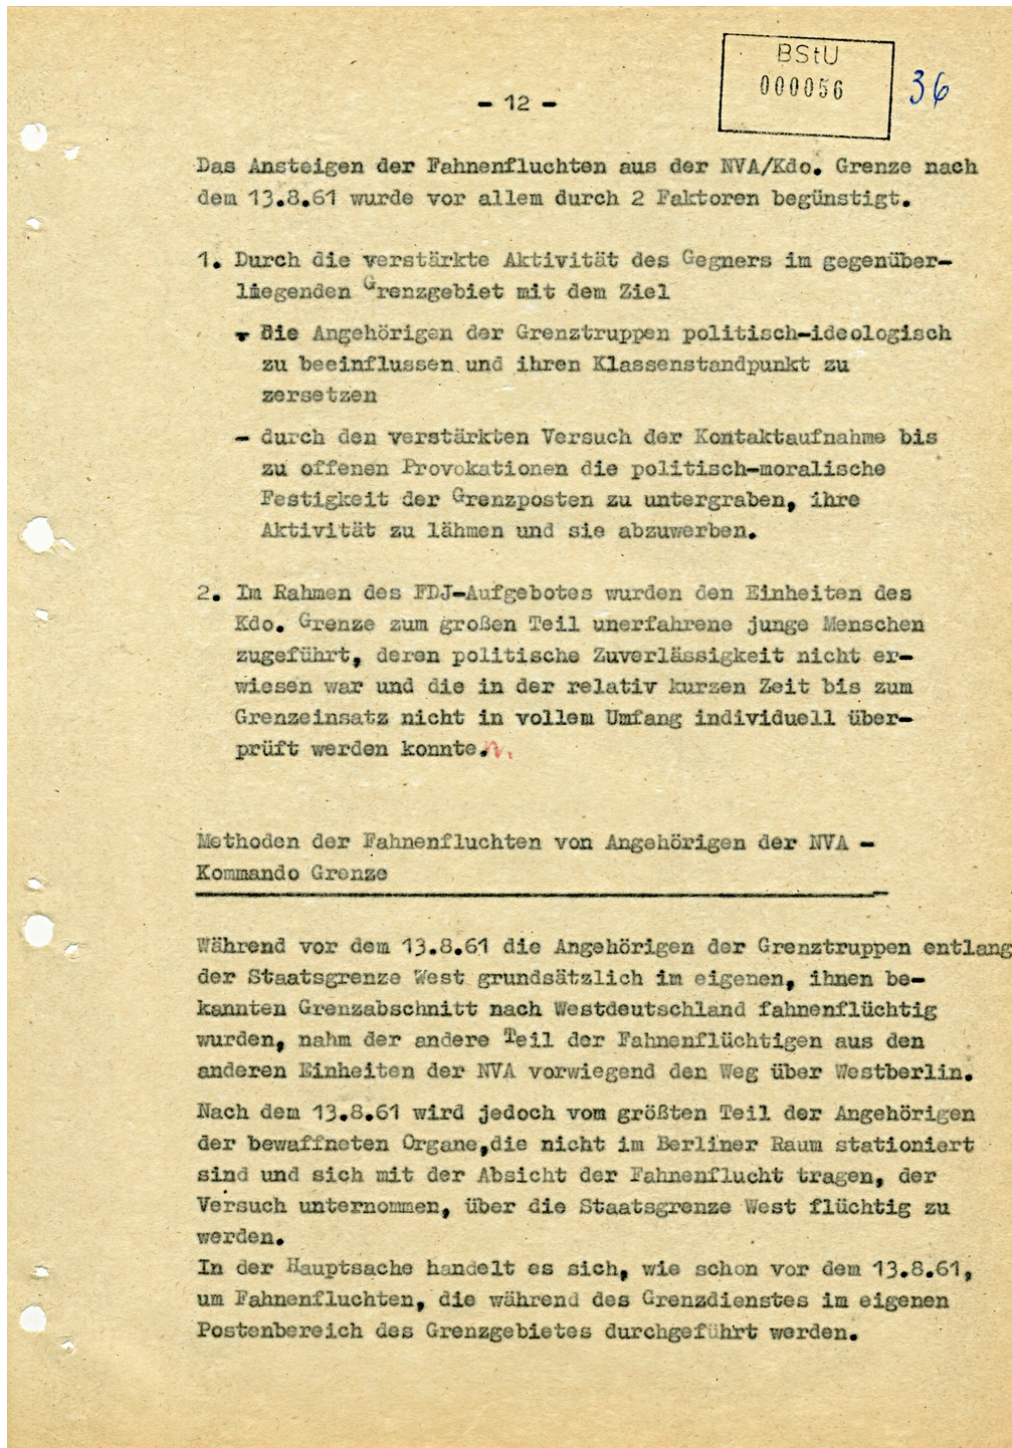 BStU
000056
36
- 12 -
Das Ansteigen der Fahnenfluchten aus der NVA/Kdo. Grenze nach
dem 13.8.61 wurde vor allem durch 2 Faktoren begünstigt.
1. Durch die verstärkte Aktivität des Gegners im gegenüber-
liegenden Grenzgebiet mit dem Ziel
- die Angehörigen der Grenztruppen politisch-ideologisch
zu beeinflussen und ihren Klassenstandpunkt zu
zersetzen
- durch den verstärkten Versuch der Kontaktaufnahme bis
zu offenen Provokationen die politisch-moralische
Festigkeit der Grenzposten zu untergraben, ihre
Aktivität zu lähmen und sie abzuwerben.
2. Im Rahmen des FDJ-Aufgebotes wurden den Einheiten des
Kdo. Grenze zum großen Teil unerfahrene junge Menschen
zugeführt, deren politische Zuverlässigkeit nicht er-
wiesen war und die in der relativ kurzen Zeit bis zum
Grenzeinsatz nicht in vollem Umfang individuell über-
prüft werden konnte.
Methoden der Fahnenfluchten von Angehörigen der NVA -
Kommando Grenze
Während vor dem 13.8.61 die Angehörigen der Grenztruppen entlang
der Staatsgrenze West grundsätzlich im eigenen, ihnen be-
kannten Grenzabschnitt nach Westdeutschland fahnenflüchtig
wurden, nahm der andere Teil der Fahnenflüchtigen aus den
anderen Einheiten der NVA vorwiegend den Weg über Westberlin.
Nach dem 13.8.61 wird jedoch vom größten Teil der Angehörigen
der bewaffneten Organe,die nicht im Berliner Raum stationiert
sind und sich mit der Absicht der Fahnenflucht tragen, der
Versuch unternommen, über die Staatsgrenze West flüchtig zu
werden.
In der Hauptsache handelt es sich, wie schon vor dem 13.8.61,
um Fahnenfluchten, die während des Grenzdienstes im eigenen
Postenbereich des Grenzgebietes durchgeführt werden.